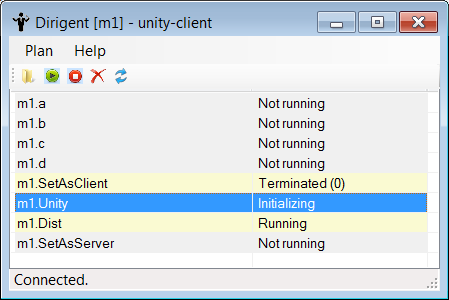 Dirigent [m1] - unity-client
Plan Help
m1.a Not running
m1.b Not running
m1.c Not running
m1.d Not running
m1.SetAsClient Terminated (0)
m1.Unity Initializing
m1.Dist Running
m1.SetAsServer Not running
Connected.